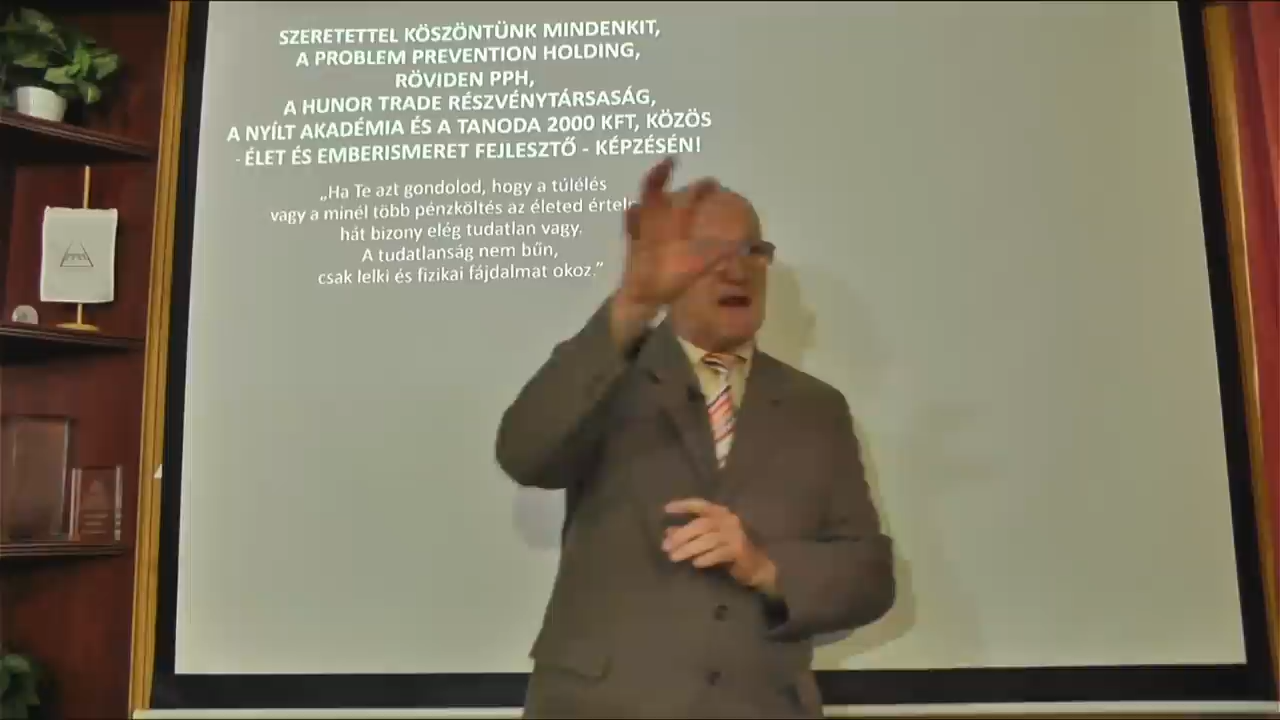 SZERETETTEL KÖSZÖNTÜNK MINDENKIT,
A PROBLEM PREVENTION HOLDING,
RÖVIDEN PPH,
A HUNOR TRADE RÉSZVÉNYTÁRSASÁG,
A NYÍLT AKADÉMIA ÉS A TANODA 2000 KFT, KÖZÖS
- ÉLET ÉS EMBERISMERET FEJLESZTŐ - KÉPZÉSÉN!
„Ha Te azt gondolod, hogy a túlélés
vagy a minél több pénzköltés az életed
hát bizony elég tudatlan vagy.
A tudatlanság nem bűn,
csak lelki és fizikai fájdalmat okoz.”